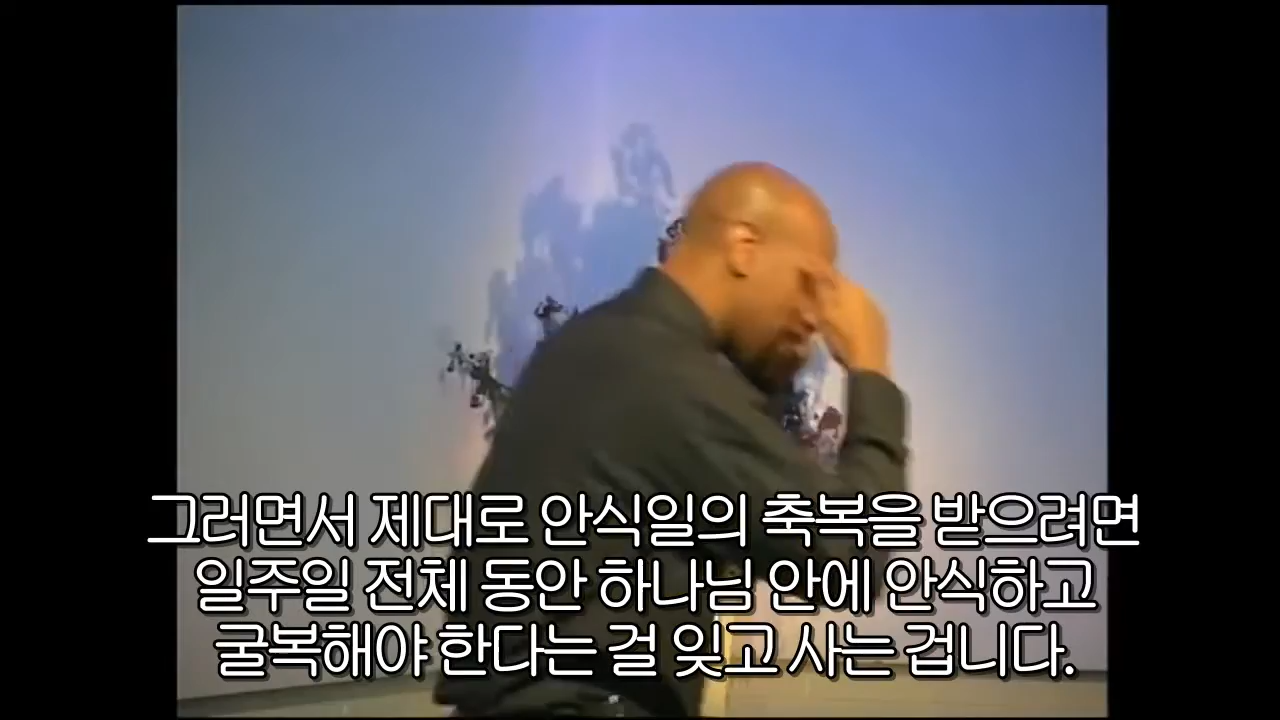 그러면서 제대로 안식일의 축복을 받으려면
일주일 전체 동안 하나님 안에 안식하고
굴복해야 한다는 걸 잊고 사는 겁니다.